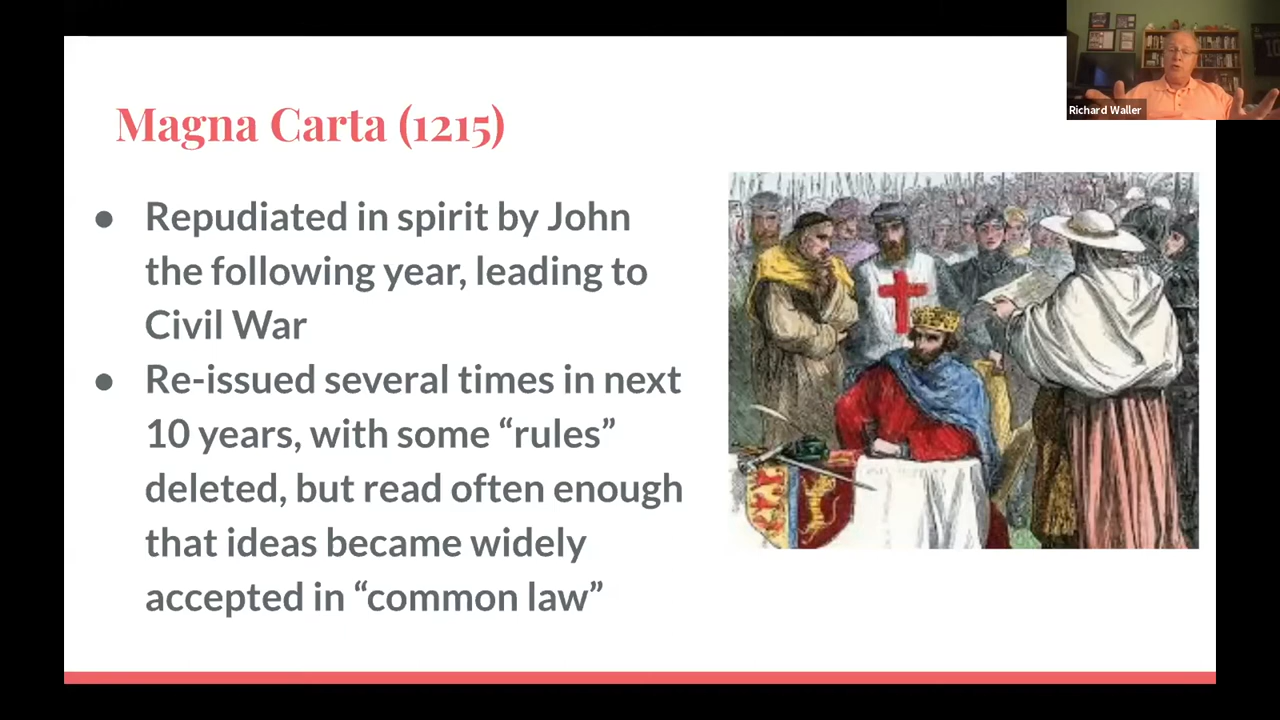 Magna Carta (1215)
● Repudiated in spirit by John
the following year, leading to
Civil War
● Re-issued several times in next
10 years, with some “rules”
deleted, but read often enough
that ideas became widely
accepted in “common law”
Richard Waller